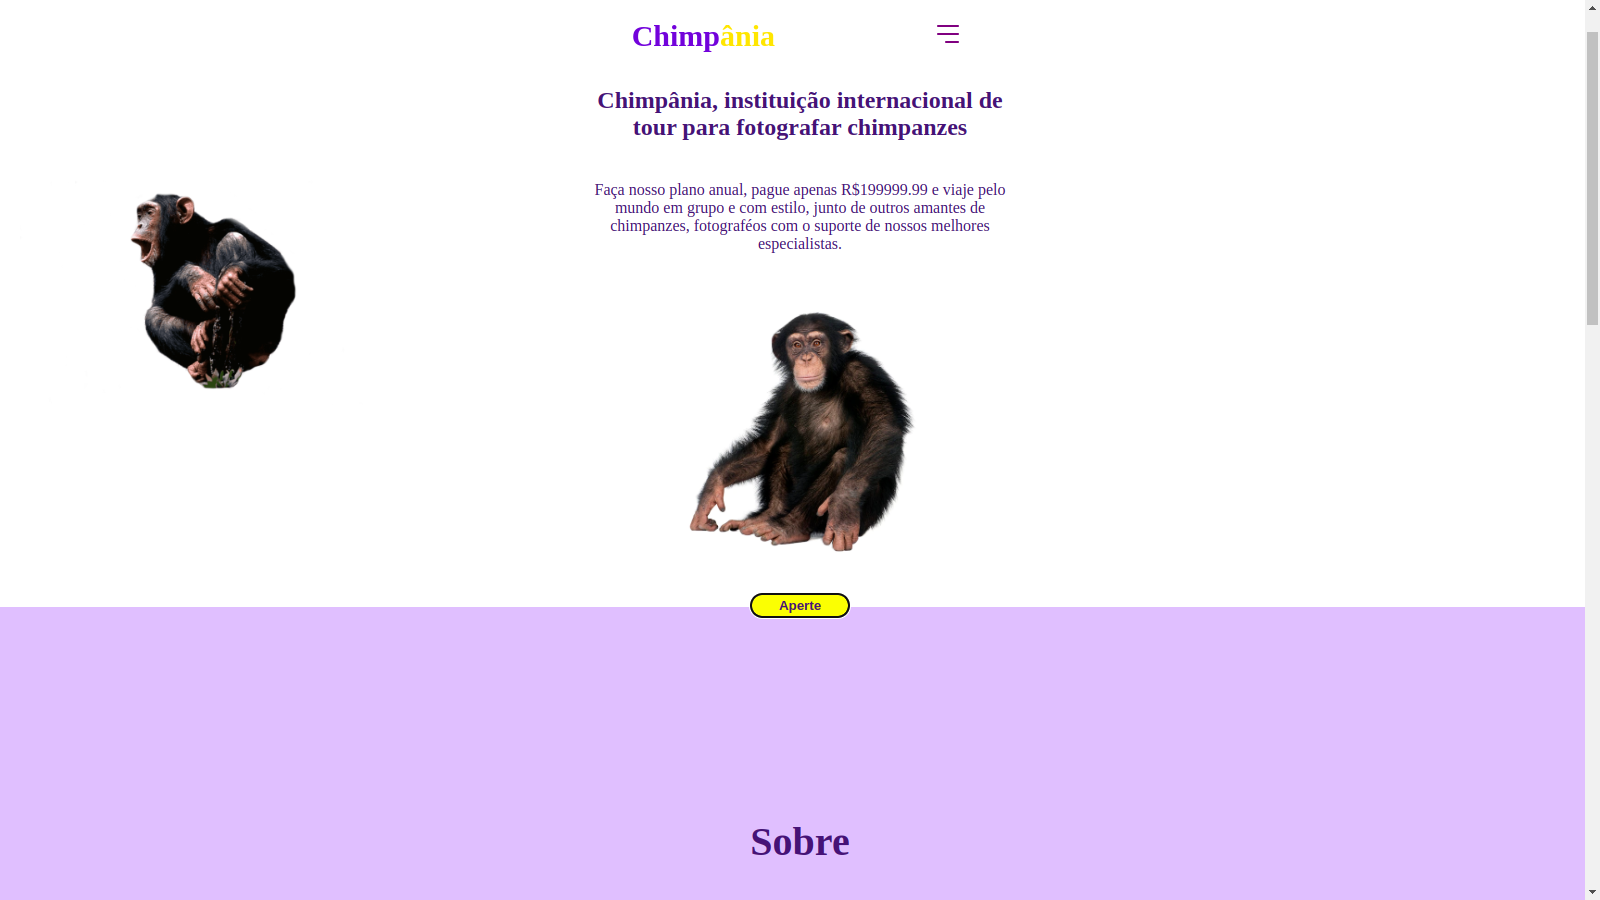 Chimpânia
Chimpânia, instituição internacional de
tour para fotografar chimpanzes
Faça nosso plano anual, pague apenas R$199999.99 e viaje pelo
mundo em grupo e com estilo, junto de outros amantes de
chimpanzes, fotograféos com o suporte de nossos melhores
especialistas.
Aperte
Sobre